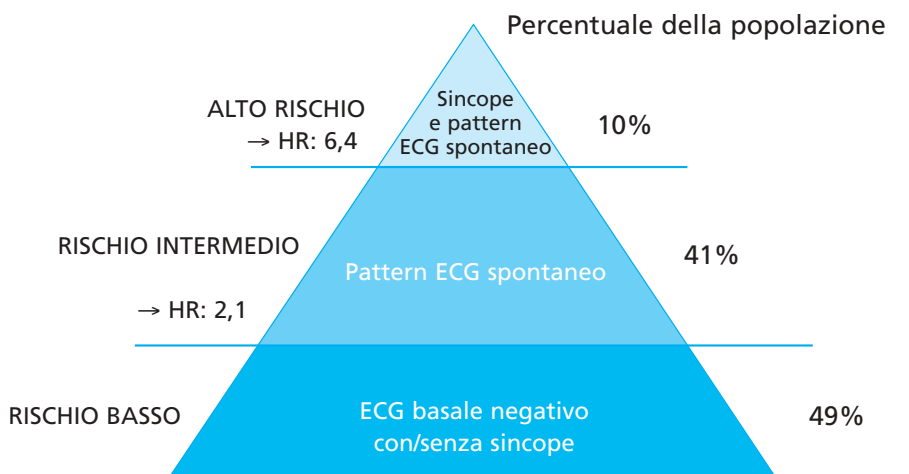 Percentuale della popolazione
ALTO RISCHIO
→ HR: 6,4
Sincope
e pattern
ECG spontaneo
10%
RISCHIO INTERMEDIO
→ HR: 2,1
Pattern ECG spontaneo
41%
RISCHIO BASSO
ECG basale negativo
con/senza sincope
49%